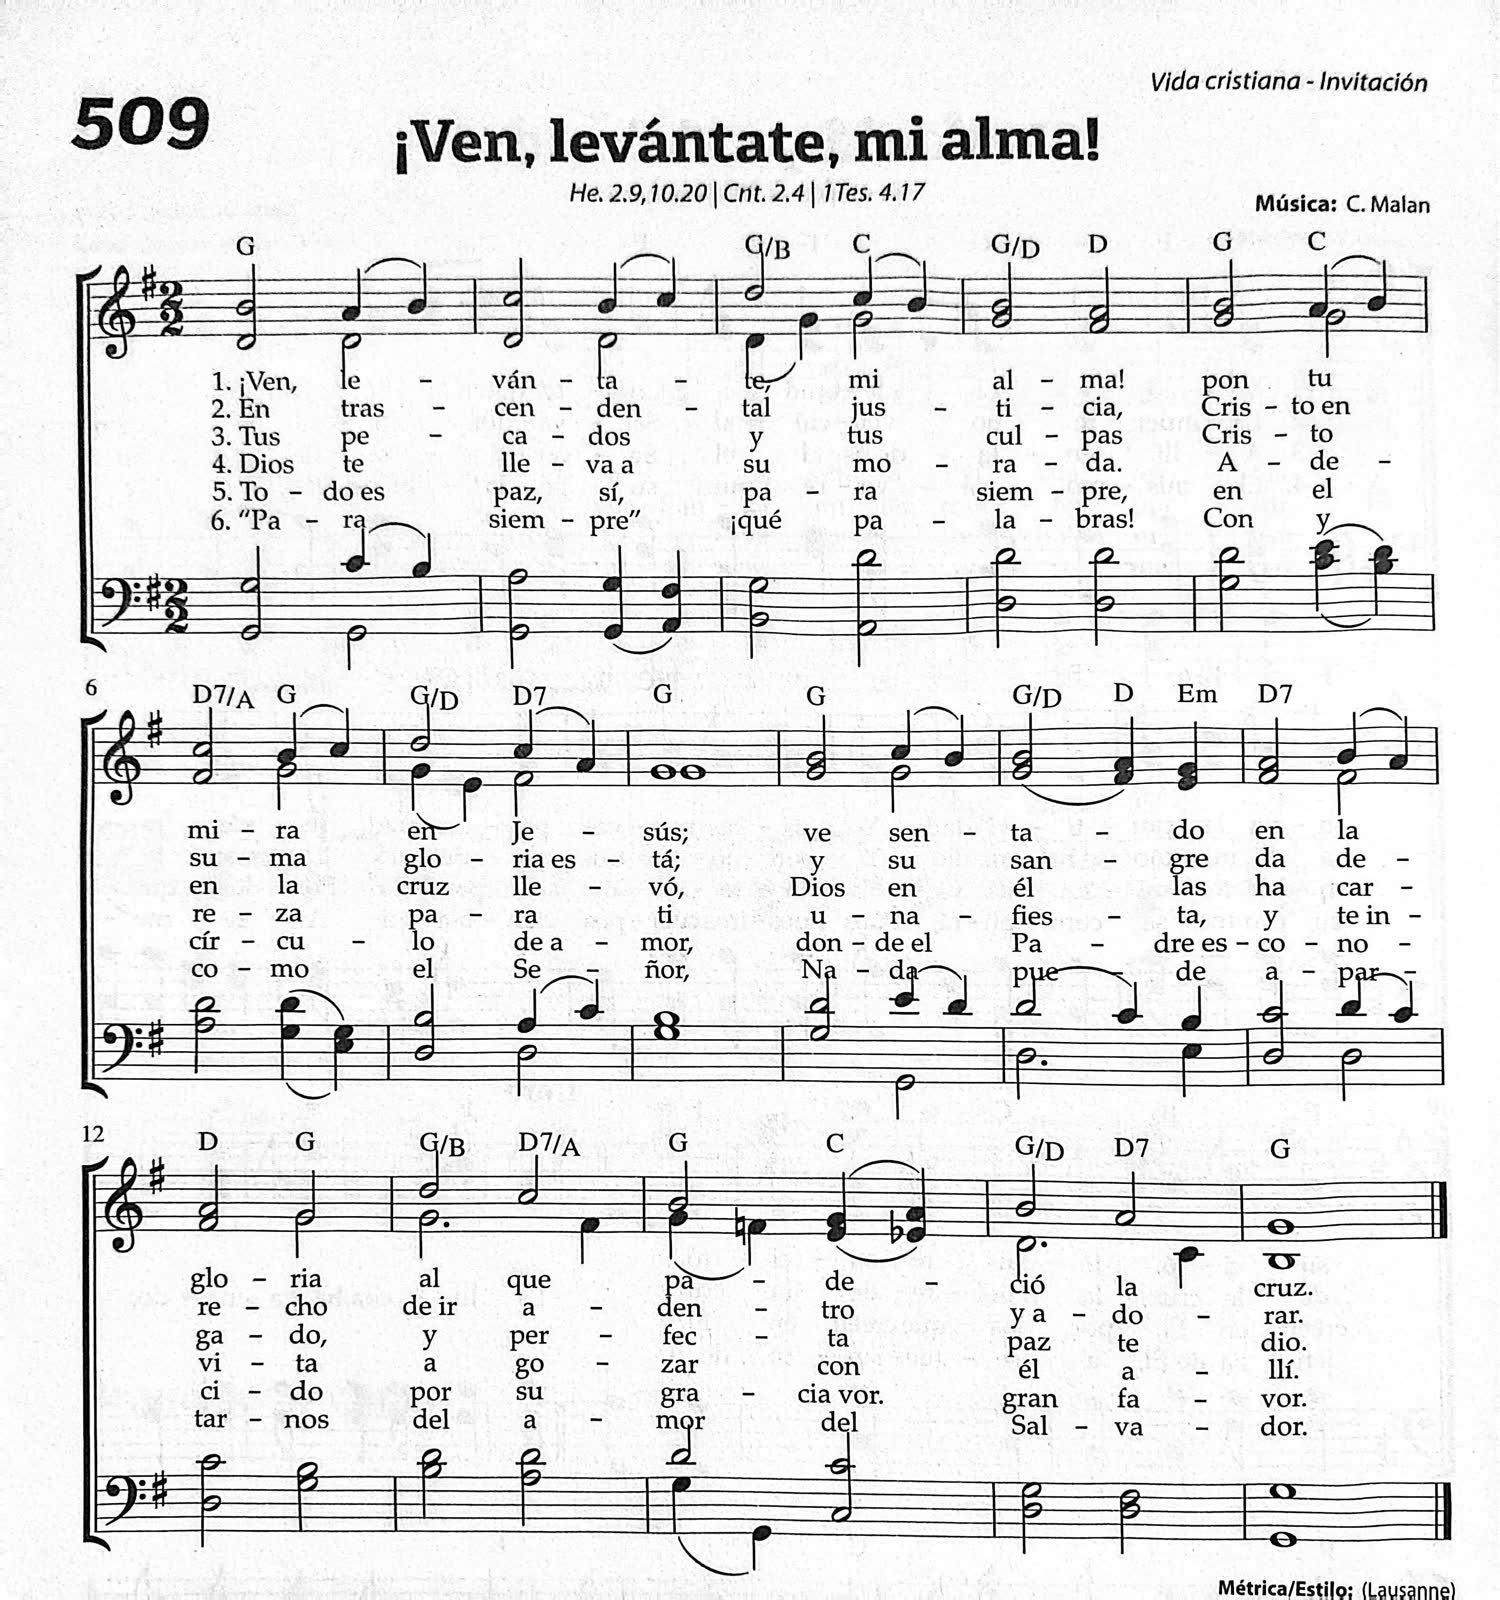 Vida cristiana - Invitación
509
¡Ven, levántate, mi alma!
He. 2.9,10.20 | Cnt. 2.4 | 1Tes. 4.17
Música: C. Malan
G G/B C G/D D G C
1. ¡Ven, le - ván - ta - te, mi al - ma! pon tu
2. En tras - cen - den - tal jus - ti - cia, Cris - to en
3. Tus pe - ca - dos y tus cul - pas Cris - to
4. Dios te lle - va a su mo - ra - da. A - de -
5. To - do es paz, sí, pa - ra siem - pre, en el
6. “Pa - ra siem - pre” ¡qué pa - la - bras! Con y
6
D7/A G G/D D7 G G G/D D Em D7
mi - ra en Je - sús; ve sen - ta - do en la
su - ma glo - ria es - tá; y su san - gre da de -
en la cruz lle - vó, Dios en él las ha car -
re - za pa - ra ti u - na - fies - ta, y te in -
cír - cu - lo de a - mor, don - de el Pa - dre es - co - no -
co - mo el Se - ñor, Na - da pue - de a - par -
12
D G G/B D7/A G C G/D D7 G
glo - ria al que pa - de - ció la cruz.
re - cho de ir a - den - tro y a - do - rar.
ga - do, y per - fec - ta paz te dio.
vi - ta a go - zar con él a - llí.
ci - do por su gra - cia vor. gran fa - vor.
tar - nos del a - mor del Sal - va - dor.
Métrica/Estilo: (Lausanne)